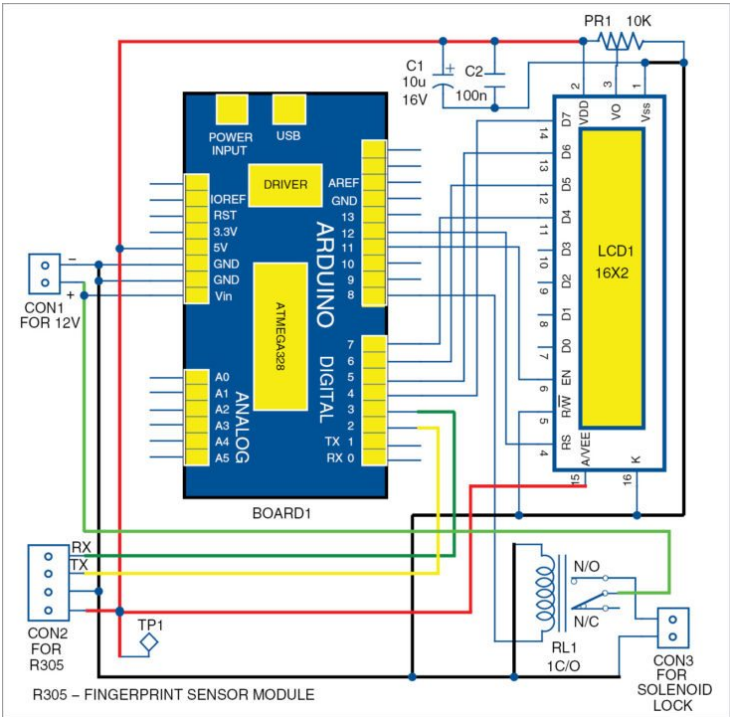 PR1 10K
C1
10u
16V
+
C2
100n
2
3
1
VDD
VO
Vss
POWER
INPUT
USB
DRIVER
IOREF
RST
3.3V
5V
GND
GND
Vin
AREF
GND
13
12
11
10
9
8
ARDUINO
ATMEGA328
DIGITAL
7
6
5
4
3
2
TX 1
RX 0
A0
A1
A2
A3
A4
A5
ANALOG
BOARD1
14 D7
13 D6
12 D5
11 D4
10 D3
9 D2
8 D1
7 D0
6 EN
5 R/W
4 RS
LCD1
16X2
A/VEE
K
15
16
–
+
CON1
FOR 12V
RX
TX
CON2
FOR
R305
TP1
N/O
N/C
RL1
1C/O
CON3
FOR
SOLENOID
LOCK
R305 – FINGERPRINT SENSOR MODULE